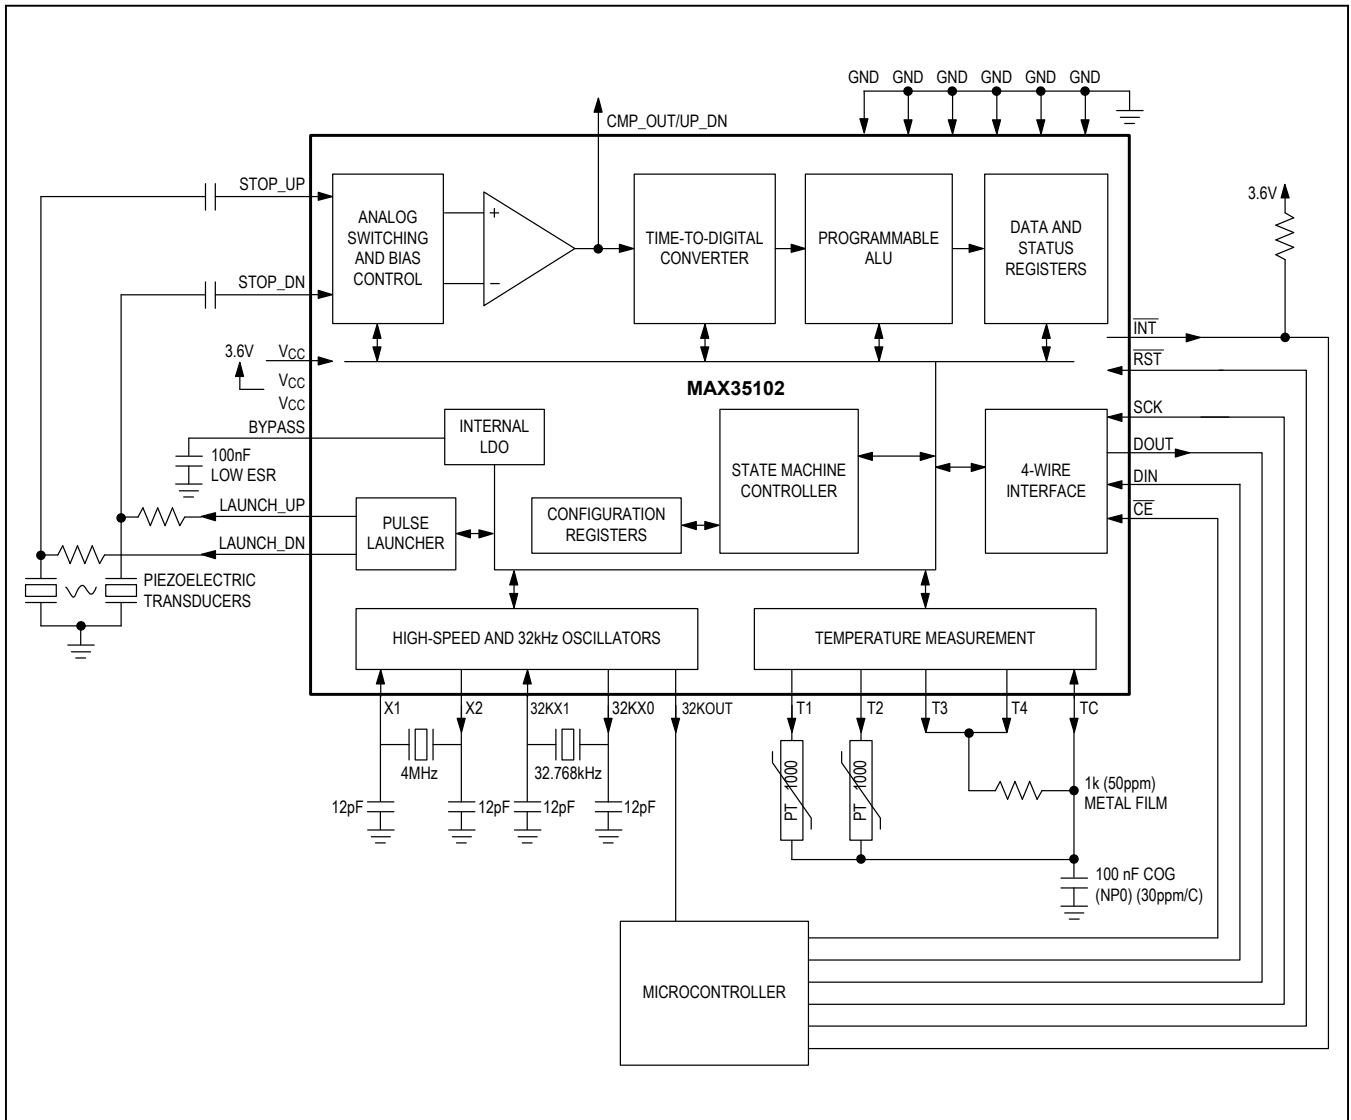 GND GND GND GND GND GND
CMP_OUT/UP_DN
STOP_UP
3.6V
ANALOG
SWITCHING
AND BIAS
CONTROL
+
−
TIME-TO-DIGITAL
CONVERTER
PROGRAMMABLE
ALU
DATA AND
STATUS
REGISTERS
STOP_DN
INT
3.6V
VCC
VCC
VCC
RST
MAX35102
BYPASS
100nF
LOW ESR
INTERNAL
LDO
STATE MACHINE
CONTROLLER
4-WIRE
INTERFACE
SCK
DOUT
DIN
CE
LAUNCH_UP
LAUNCH_DN
PULSE
LAUNCHER
CONFIGURATION
REGISTERS
PIEZOELECTRIC
TRANSDUCERS
HIGH-SPEED AND 32kHz OSCILLATORS
TEMPERATURE MEASUREMENT
X1 X2 32KX1 32KX0 32KOUT
T1 T2 T3 T4 TC
4MHz
32.768kHz
12pF 12pF 12pF 12pF
PT 1000
PT 1000
1k (50ppm)
METAL FILM
100 nF COG
(NP0) (30ppm/C)
MICROCONTROLLER